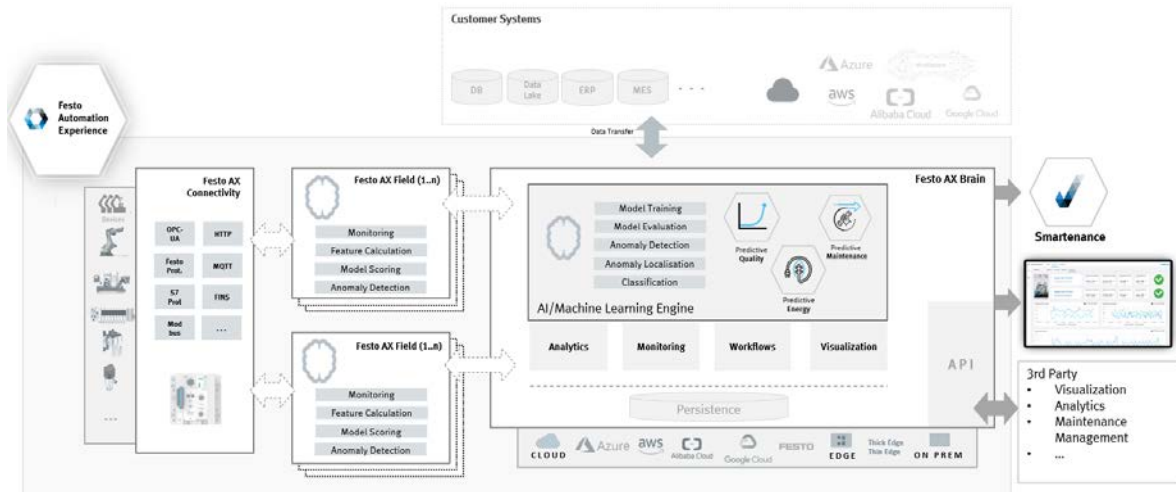 Customer Systems
DB
Data
Lake
ERP
MES
. . .
Azure
aws
Alibaba Cloud
Google Cloud
Data Transfer
Festo
Automation
Experience
Devices
...
Festo AX
Connectivity
OPC-
UA
HTTP
Festo
Prot.
MQTT
S7
Prot
FINS
Mod
bus
...
Festo AX Field (1..n)
Monitoring
Feature Calculation
Model Scoring
Anomaly Detection
Festo AX Field (1..n)
Monitoring
Feature Calculation
Model Scoring
Anomaly Detection
Festo AX Brain
Model Training
Model Evaluation
Anomaly Detection
Anomaly Localisation
Classification
Predictive
Quality
Predictive
Maintenance
Predictive
Energy
AI/Machine Learning Engine
Analytics
Monitoring
Workflows
Visualization
Persistence
API
CLOUD
Azure
aws
Alibaba Cloud
Google Cloud
FESTO
EDGE
Thick Edge
Thin Edge
ON PREM
Smartenance
3rd Party
• Visualization
• Analytics
• Maintenance
Management
• ...